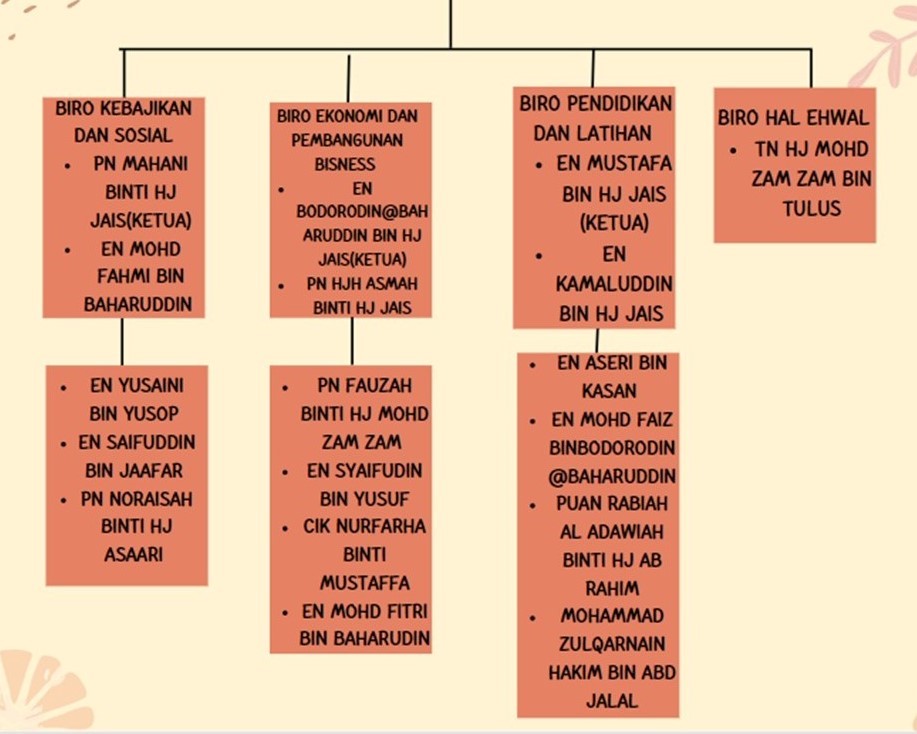 BIRO KEBAJIKAN
DAN SOSIAL
• PN MAHANI
BINTI HJ
JAIS(KETUA)
• EN MOHD
FAHMI BIN
BAHARUDDIN
• EN YUSAINI
BIN YUSOP
• EN SAIFUDDIN
BIN JAAFAR
• PN NORAISAH
BINTI HJ
ASAARI
BIRO EKONOMI DAN
PEMBANGUNAN
BISNESS
• EN
BODORODIN@BAH
ARUDDIN BIN HJ
JAIS(KETUA)
• PN HJH ASMAH
BINTI HJ JAIS
• PN FAUZAH
BINTI HJ MOHD
ZAM ZAM
• EN SYAIFUDIN
BIN YUSUF
• CIK NURFARHA
BINTI
MUSTAFFA
• EN MOHD FITRI
BIN BAHARUDIN
BIRO PENDIDIKAN
DAN LATIHAN
• EN MUSTAFA
BIN HJ JAIS
(KETUA)
• EN
KAMALUDDIN
BIN HJ JAIS
• EN ASERI BIN
KASAN
• EN MOHD FAIZ
BINBODORODIN
@BAHARUDDIN
• PUAN RABIAH
AL ADAWIAH
BINTI HJ AB
RAHIM
• MOHAMMAD
ZULQARNAIN
HAKIM BIN ABD
JALAL
BIRO HAL EHWAL
• TN HJ MOHD
ZAM ZAM BIN
TULUS